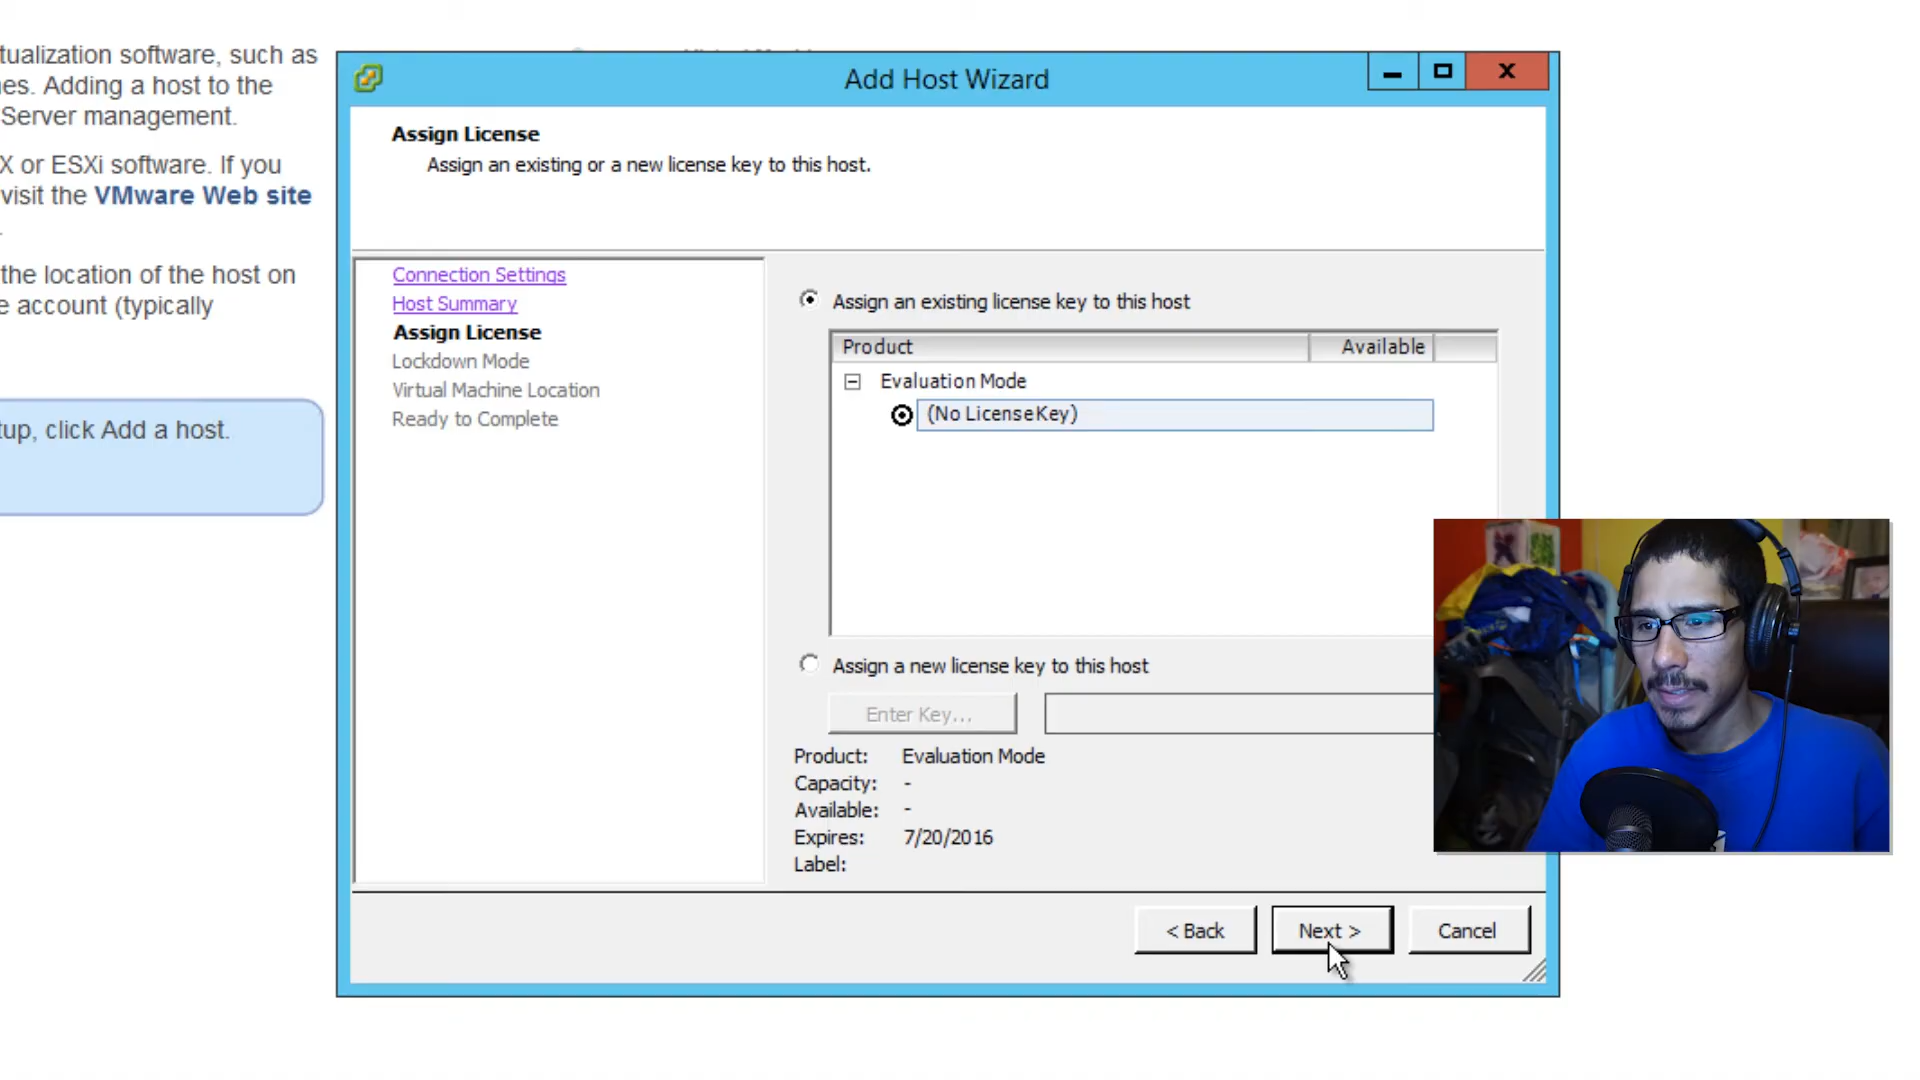 tualization software, such as
nes. Adding a host to the
Server management.
X or ESXi software. If you
visit the VMware Web site
.
the location of the host on
e account (typically
tup, click Add a host.
Add Host Wizard
X
Assign License
Assign an existing or a new license key to this host.
Connection Settings
Host Summary
Assign License
Lockdown Mode
Virtual Machine Location
Ready to Complete
Assign an existing license key to this host
Product Available
Evaluation Mode
(No License Key)
Assign a new license key to this host
Enter Key...
Product: Evaluation Mode
Capacity: -
Available: -
Expires: 7/20/2016
Label:
< Back Next > Cancel